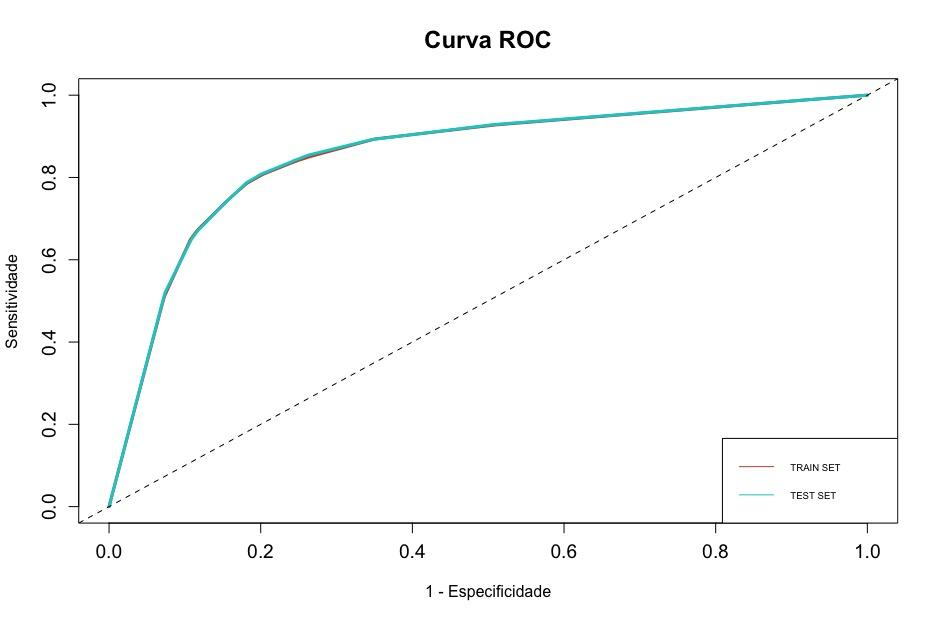 Curva ROC
1.0
0.8
0.6
0.4
0.2
0.0
Sensitividade
TRAIN SET
TEST SET
0.0 0.2 0.4 0.6 0.8 1.0
1 - Especificidade